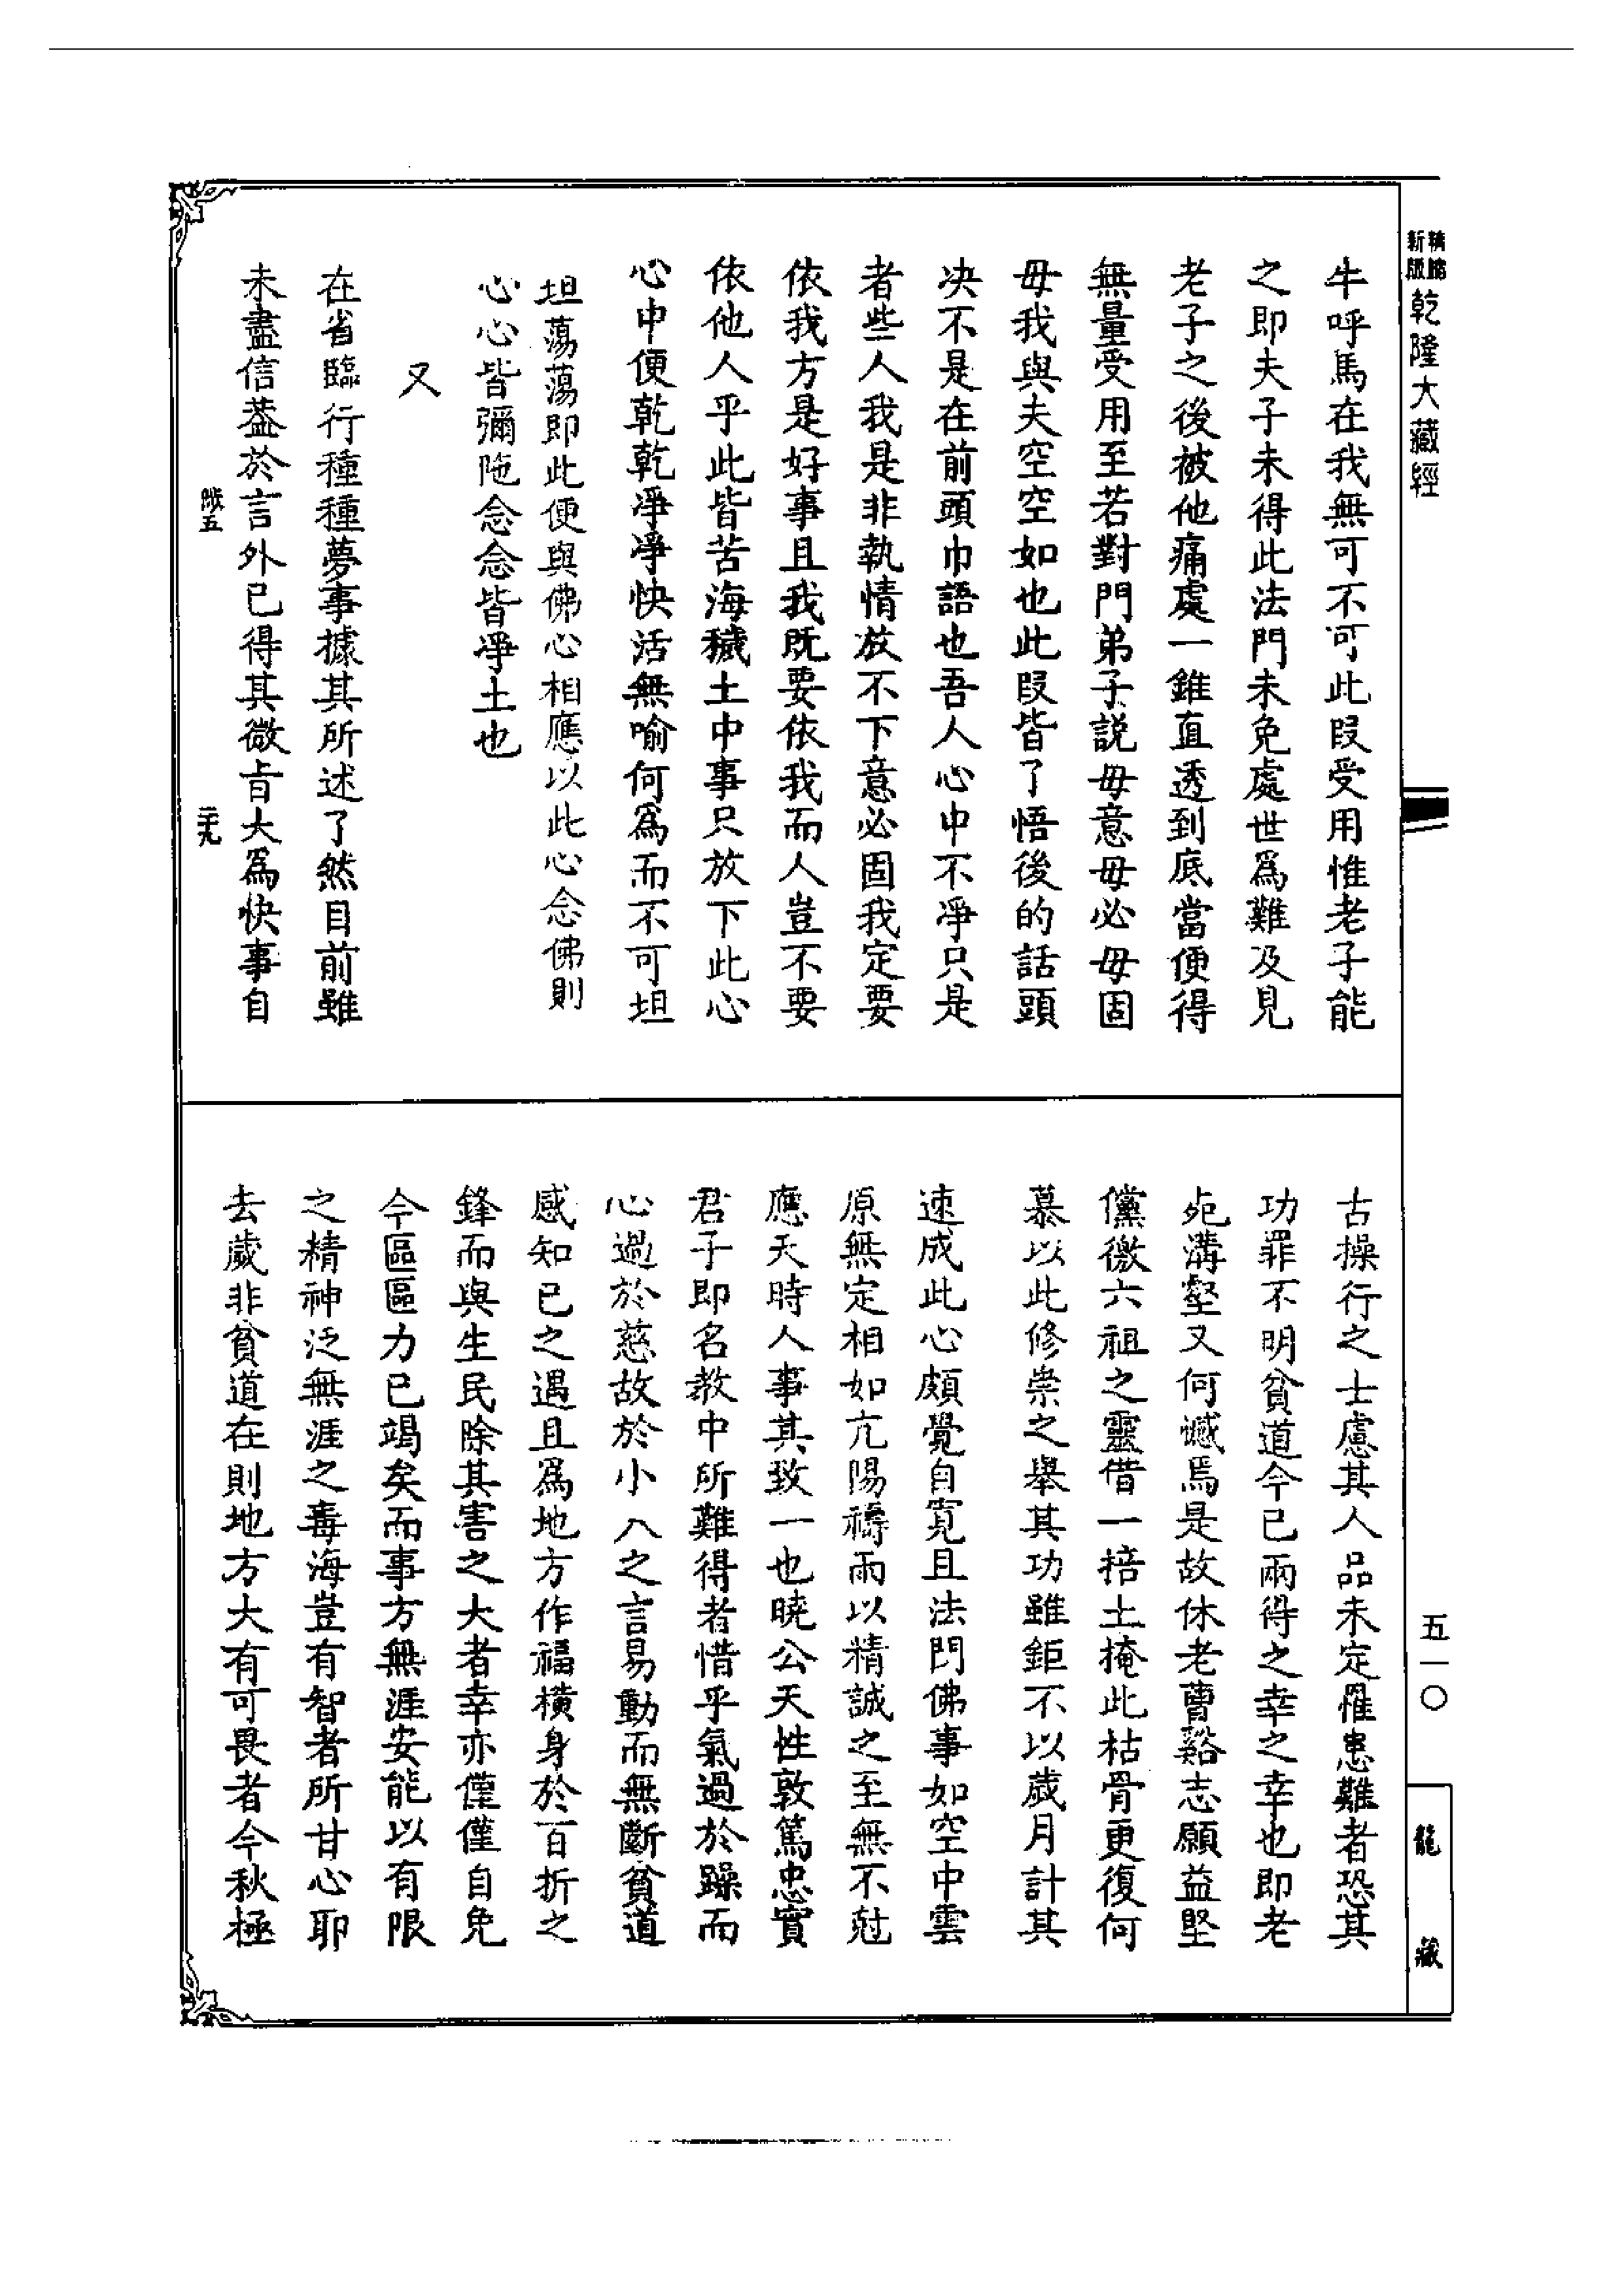 新版 精縮 乾隆大藏經
牛呼馬在我無可不可此叚受用惟老子能
之即夫子未得此法門未免處世爲難及見
老子之後被他痛處一錐直透到底當便得
無量受用至若對門弟子説毋意毋必毋固
毋我與夫空空如也此叚皆了悟後的話頭
决不是在前頭巾語也吾人心中不凈只是
者些人我是非執情放不下意必固我定要
依我方是好事且我既要依我而人豈不要
依他人乎此皆苦海穢土中事只放下此心
心中便乾乾凈凈快活無喻何爲而不可坦
坦蕩蕩即此便與佛心相應以此心念佛則
心心皆彌陁念念皆凈土也
又
在省臨行種種夢事據其所述了然目前雖
未盡信葢於言外已得其微旨大爲快事自
五
二十九
古操行之士慮其人品未定罹患難者恐其
功罪不明貧道今已兩得之幸之幸也即老
死溝壑又何憾焉是故休老曹谿志願益堅
儻徼六祖之靈借一掊土掩此枯骨更復何
慕以此修崇之舉其功雖鉅不以歲月計其
速成此心頗覺自寬且法門佛事如空中雲
原無定相如亢陽禱雨以精誠之至無不尅
應天時人事其致一也曉公天性敦篤忠實
君子即名教中所難得者惜乎氣過於躁而
心過於慈故於小人之言易動而無斷貧道
感知已之遇且爲地方作福橫身於百折之
鋒而與生民除其害之大者幸亦僅僅自免
今區區力已竭矣而事方無涯安能以有限
之精神泛無涯之毒海豈有智者所甘心耶
去歲非貧道在則地方大有可畏者今秋極
五一〇
龍藏